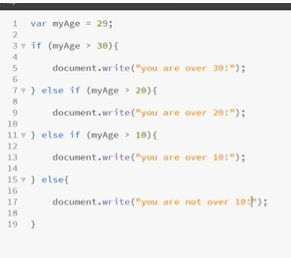 1 var myAge = 29;
2
3 if (myAge > 30){
4
5 document.write("you are over 30!");
6
7 } else if (myAge > 20){
8
9 document.write("you are over 20!");
10
11 } else if (myAge > 10){
12
13 document.write("you are over 10!");
14
15 } else{
16
17 document.write("you are not over 10!");
18
19 }